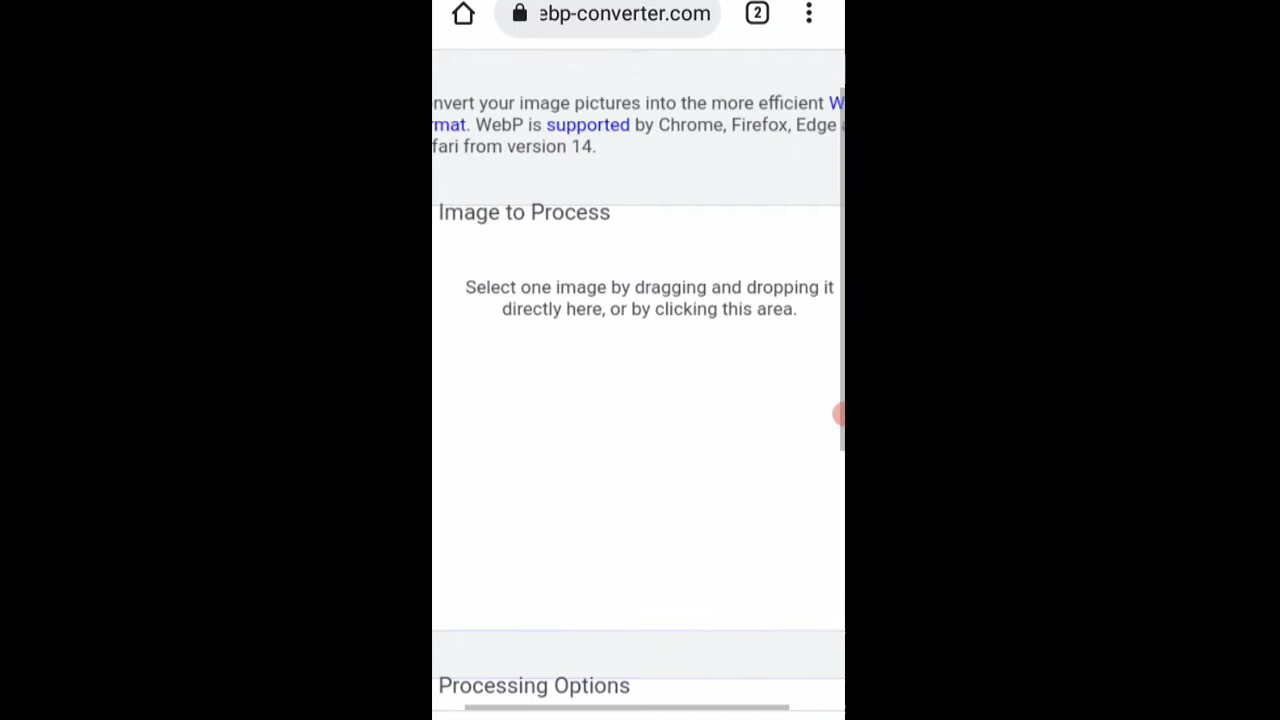 ebp-converter.com 2
nvert your image pictures into the more efficient W
rmat. WebP is supported by Chrome, Firefox, Edge
fari from version 14.
Image to Process
Select one image by dragging and dropping it
directly here, or by clicking this area.
Processing Options